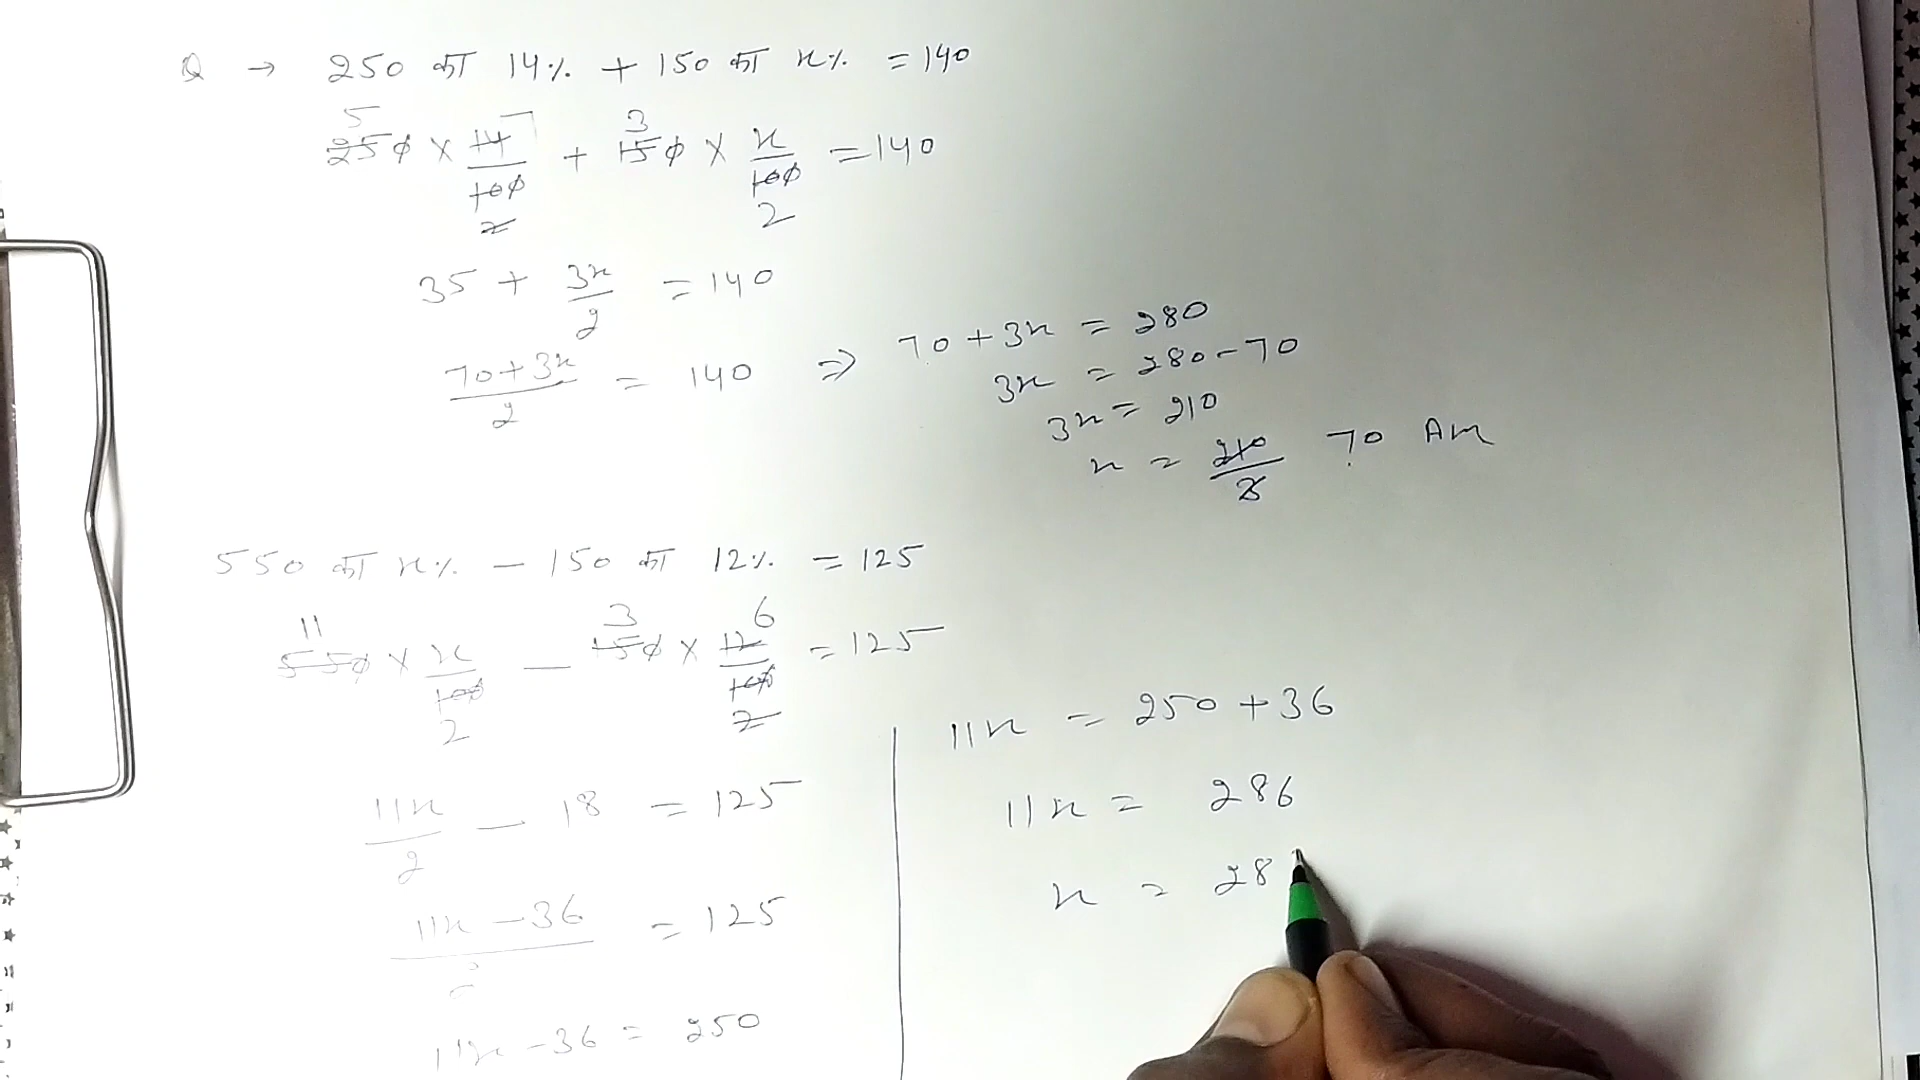 Q → 250 का 14% + 150 का x% = 140
5 3
250 × 14/100 + 150 × x/100 = 140
7
2 2
35 + 3x/2 = 140
70+3x/2 = 140 ⇒ 70 + 3x = 280
3x = 280-70
3x = 210
x = 210/3 70 Ans
550 का x% - 150 का 12% = 125
11 3 6
550 × x/100 - 150 × 12/100 = 125
2 2
11x/2 - 18 = 125
11x - 36/2 = 125
11x - 36 = 250
11x = 250 + 36
11x = 286
x = 28